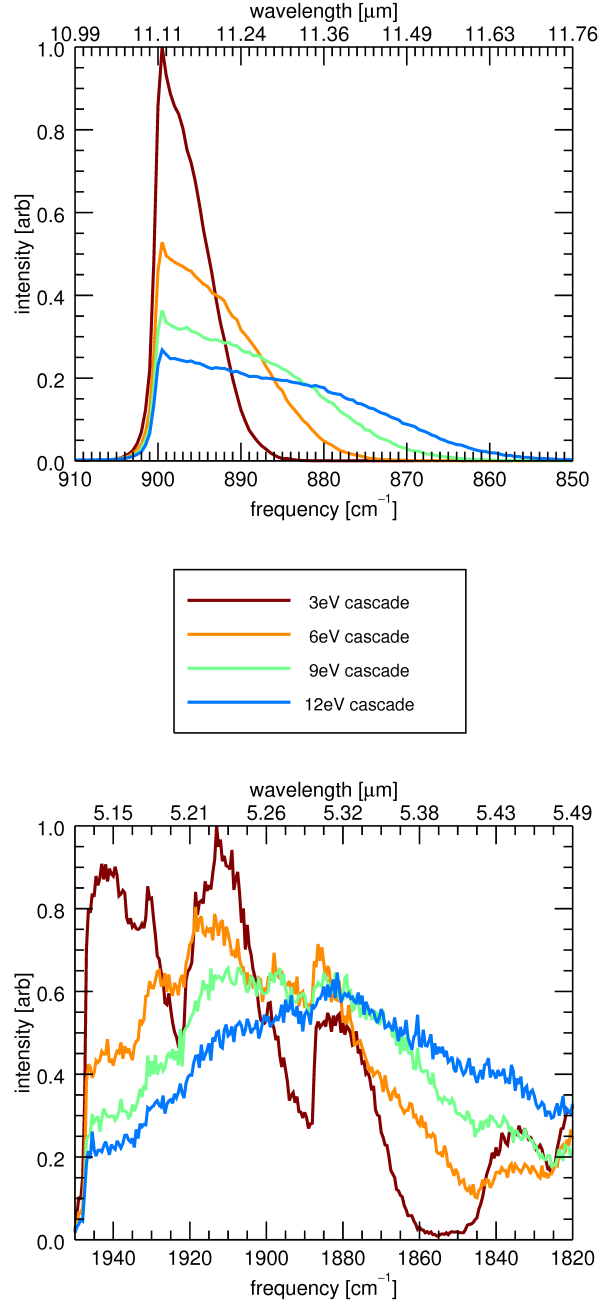 wavelength [μm]
10.99 11.11 11.24 11.36 11.49 11.63 11.76
1.0
0.8
0.6
0.4
0.2
0.0
intensity [arb]
910 900 890 880 870 860 850
frequency [cm⁻¹]
3eV cascade
6eV cascade
9eV cascade
12eV cascade
wavelength [μm]
5.15 5.21 5.26 5.32 5.38 5.43 5.49
1.0
0.8
0.6
0.4
0.2
0.0
intensity [arb]
1940 1920 1900 1880 1860 1840 1820
frequency [cm⁻¹]